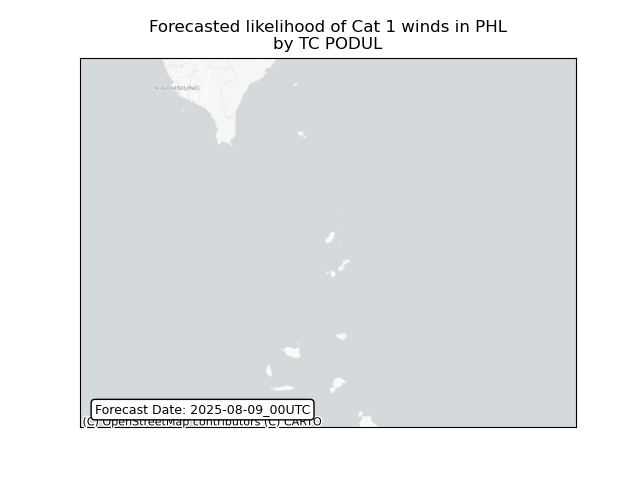 Forecasted likelihood of Cat 1 winds in PHL
by TC PODUL
KAOHSIUNG
Forecast Date: 2025-08-09_00UTC
(C) OpenStreetMap contributors (C) CARTO